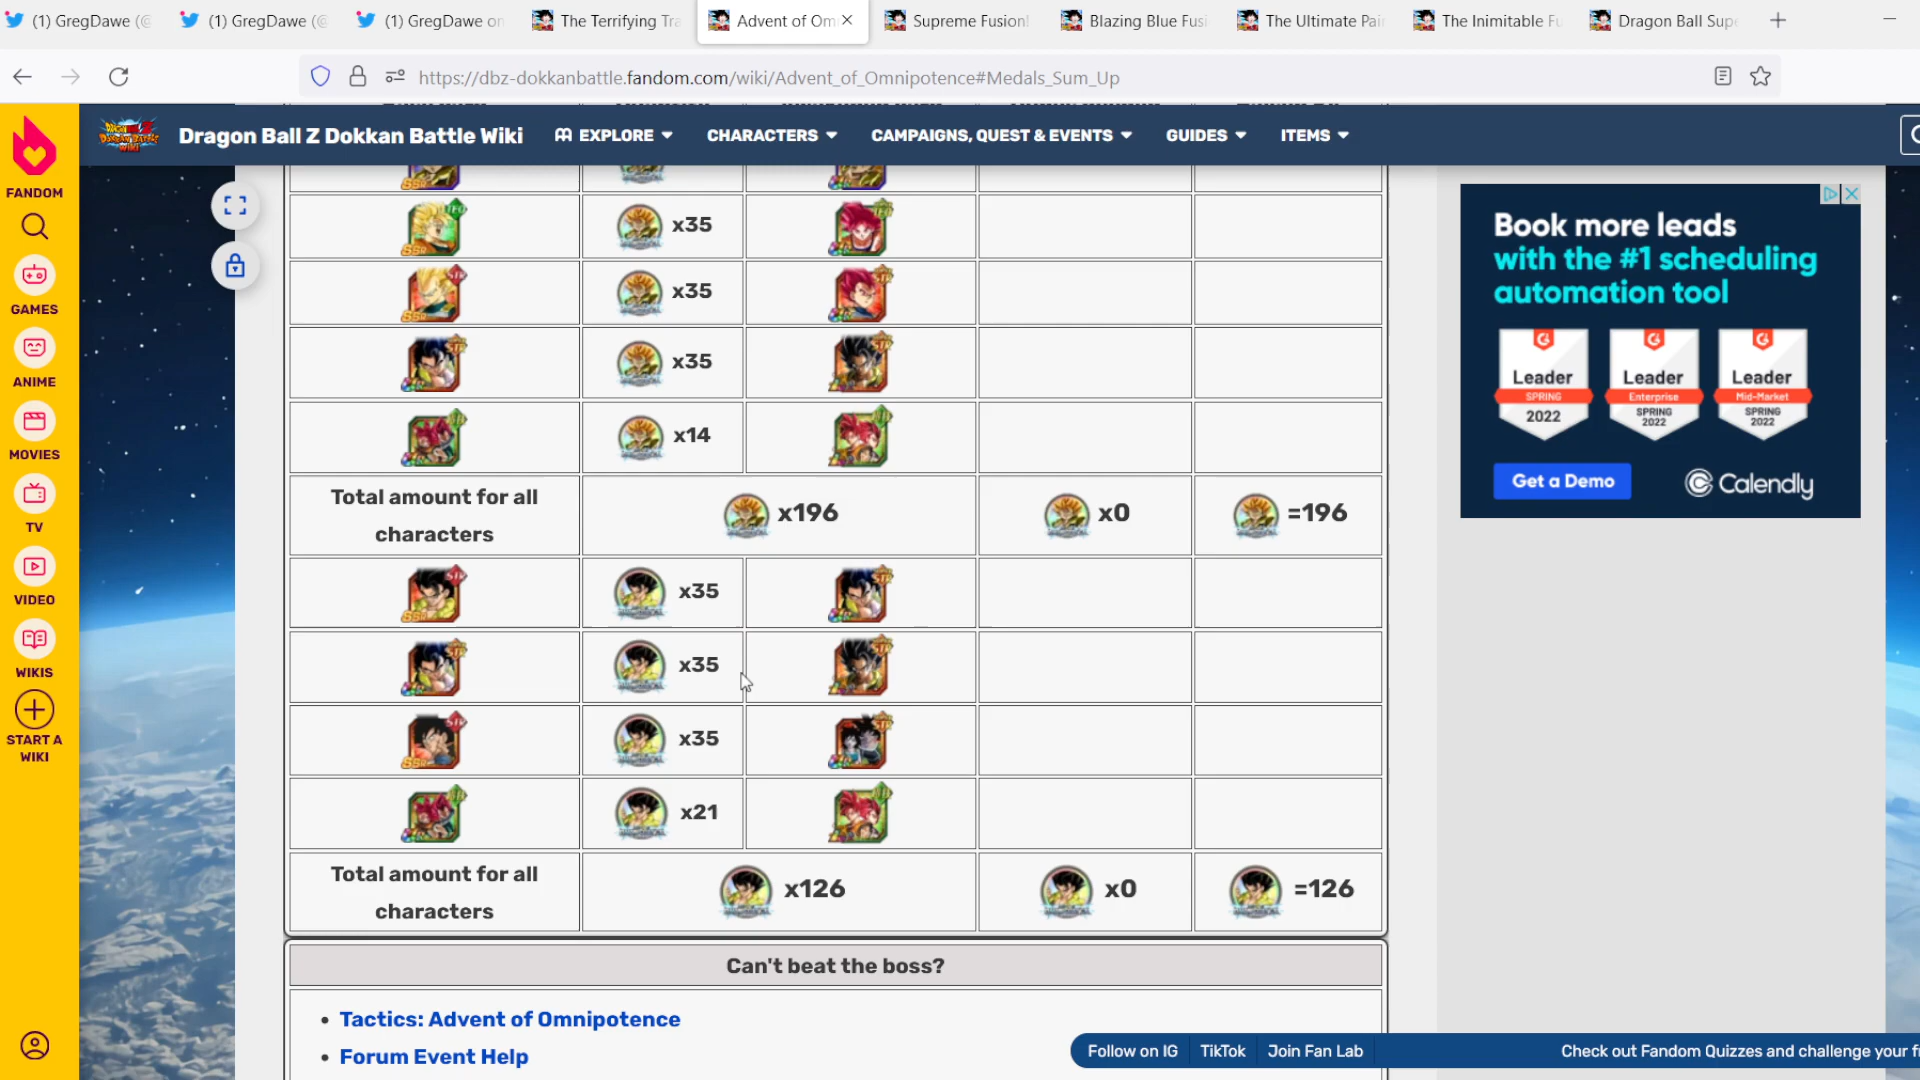 (1) GregDawe (@
(1) GregDawe (@
(1) GregDawe on
The Terrifying Tra
Advent of Om
Supreme Fusion!
Blazing Blue Fusi
The Ultimate Pair
The Inimitable Fu
Dragon Ball Supe
https://dbz-dokkanbattle.fandom.com/wiki/Advent_of_Omnipotence#Medals_Sum_Up
Dragon Ball Z Dokkan Battle Wiki
EXPLORE
CHARACTERS
CAMPAIGNS, QUEST & EVENTS
GUIDES
ITEMS
FANDOM
GAMES
ANIME
MOVIES
TV
VIDEO
WIKIS
START A
WIKI
x35
x35
x35
x14
Total amount for all
characters
x196
x0
=196
x35
x35
x35
x21
Total amount for all
characters
x126
x0
=126
Can't beat the boss?
Tactics: Advent of Omnipotence
Forum Event Help
Book more leads
with the #1 scheduling
automation tool
Leader
SPRING
2022
Leader
Enterprise
SPRING
2022
Leader
Mid-Market
SPRING
2022
Get a Demo
Calendly
Follow on IG
TikTok
Join Fan Lab
Check out Fandom Quizzes and challenge your fr